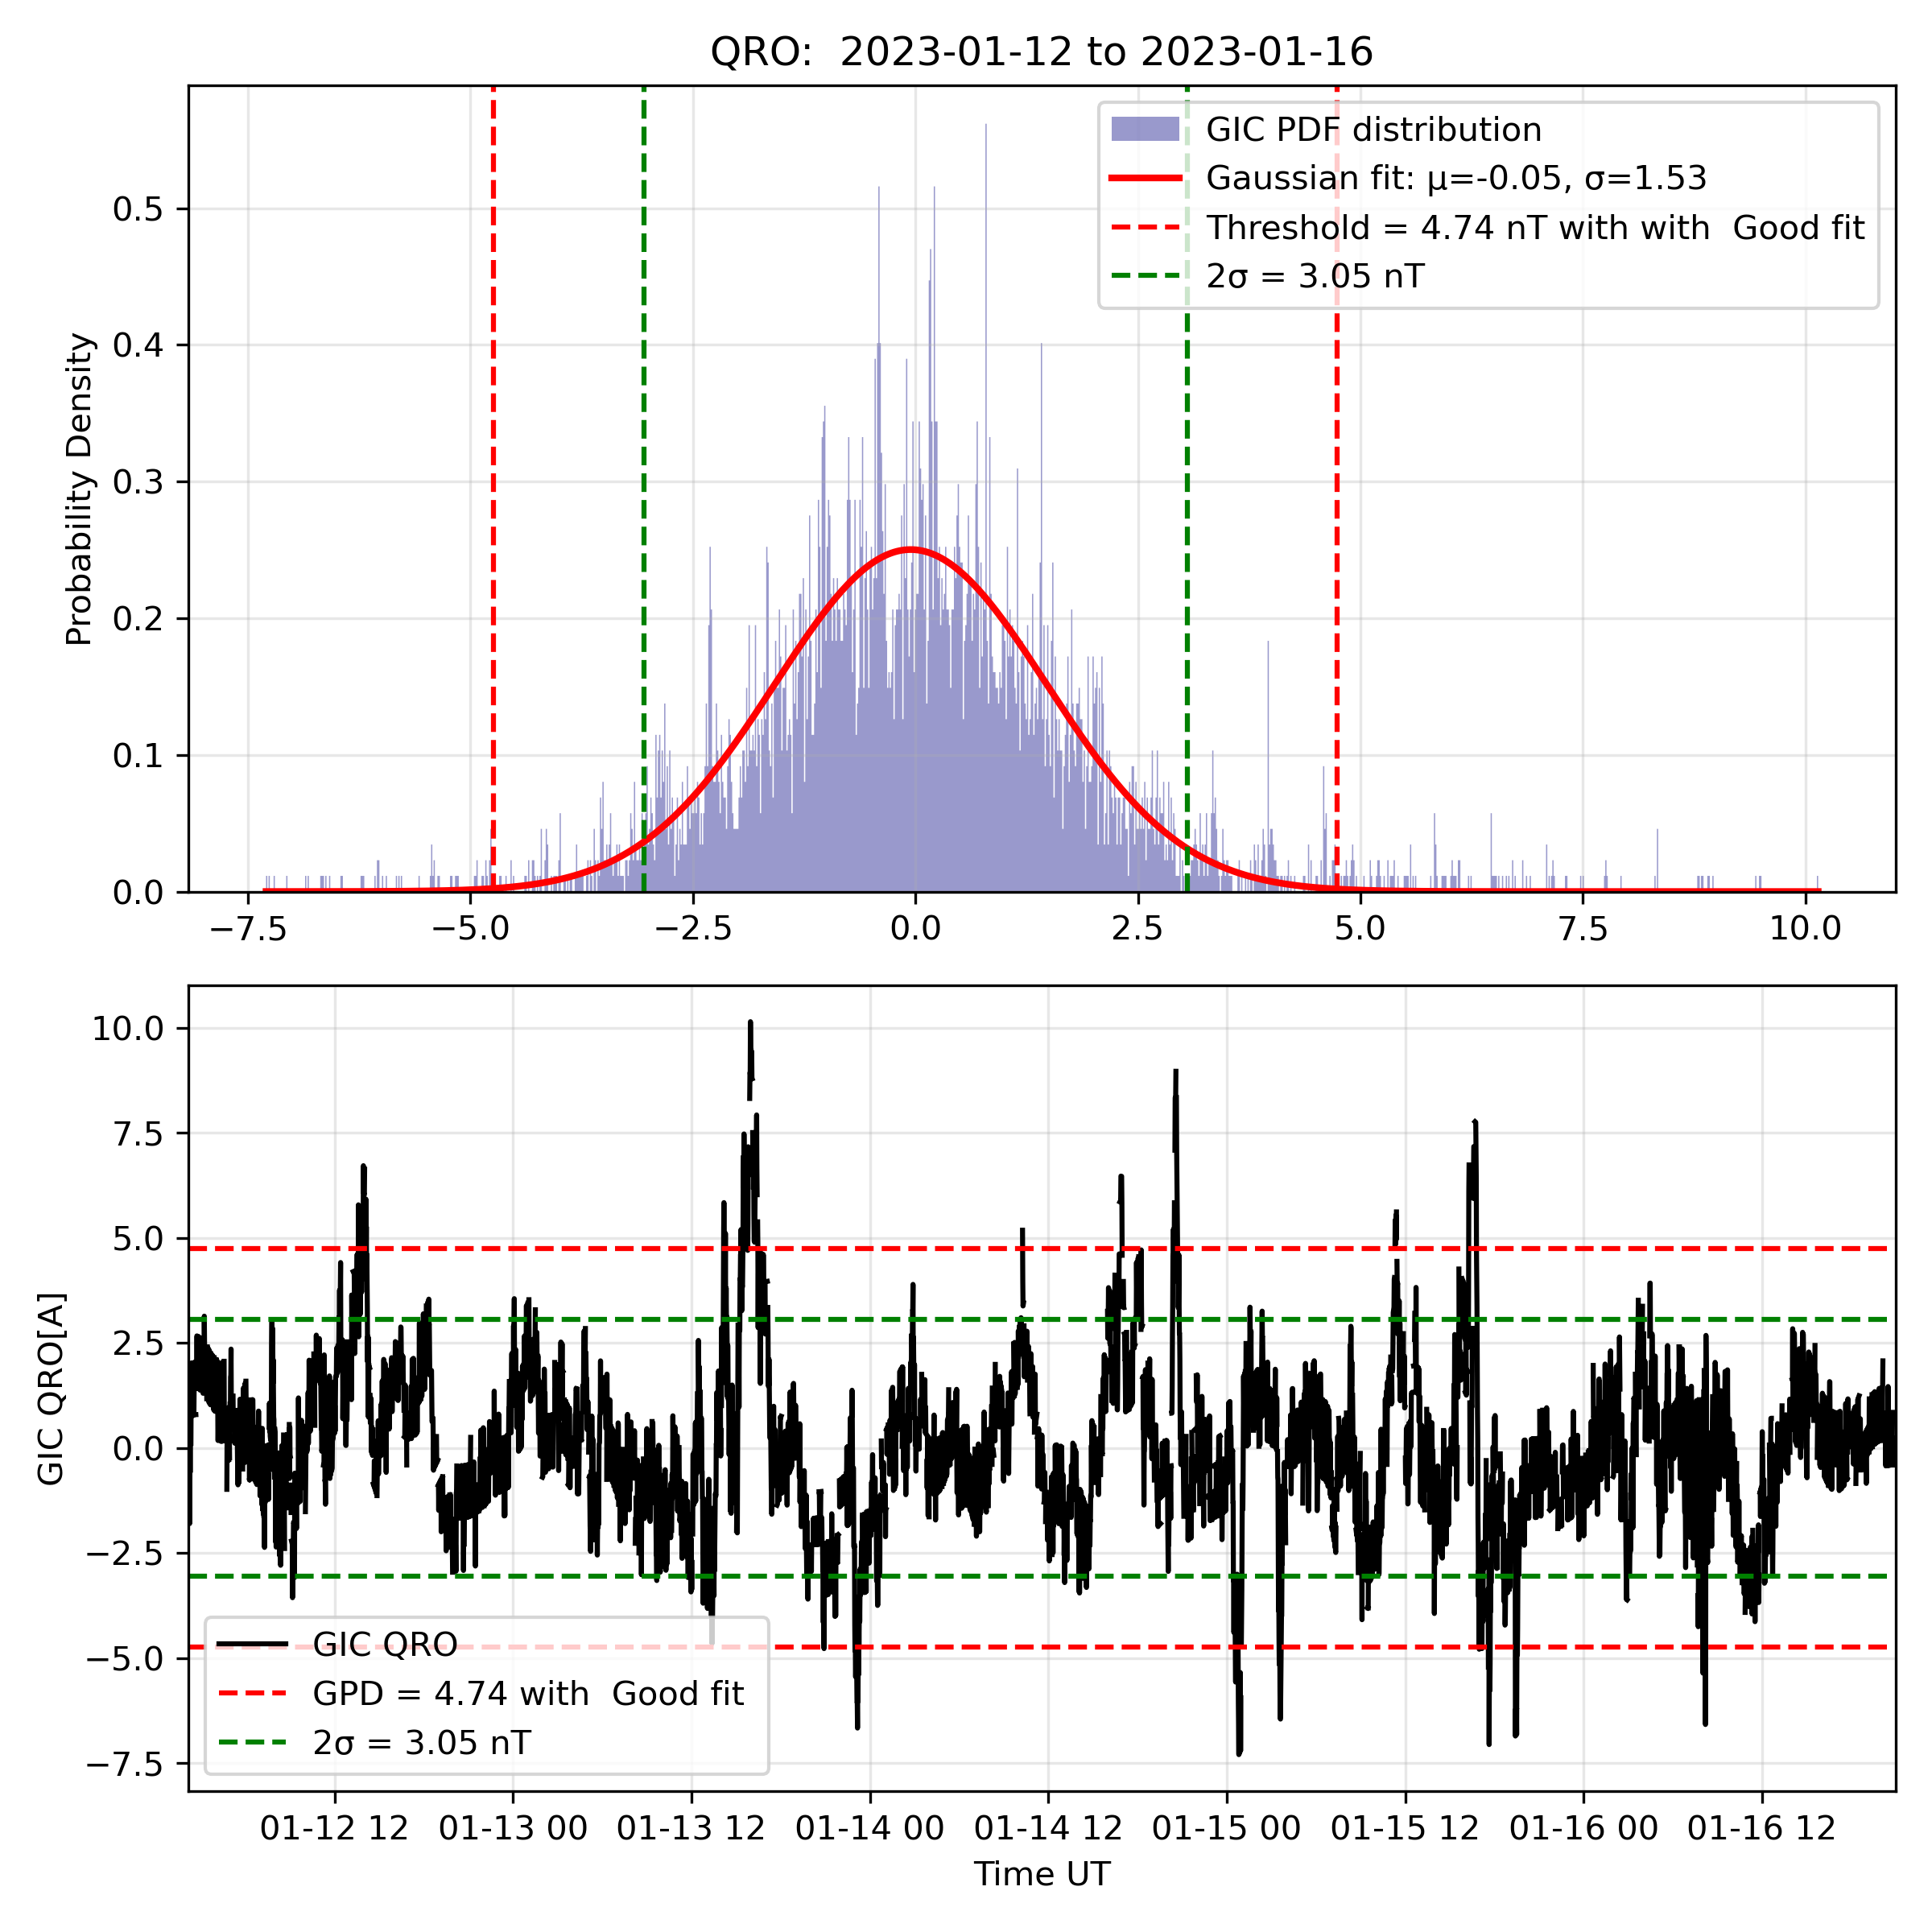 QRO:  2023-01-12 to 2023-01-16
Probability Density
0.5
0.4
0.3
0.2
0.1
0.0
GIC PDF distribution
Gaussian fit: μ=-0.05, σ=1.53
Threshold = 4.74 nT with with  Good fit
2σ = 3.05 nT
−7.5 −5.0 −2.5 0.0 2.5 5.0 7.5 10.0
GIC QRO[A]
10.0
7.5
5.0
2.5
0.0
−2.5
−5.0
−7.5
GIC QRO
GPD = 4.74 with  Good fit
2σ = 3.05 nT
01-12 12 01-13 00 01-13 12 01-14 00 01-14 12 01-15 00 01-15 12 01-16 00 01-16 12
Time UT